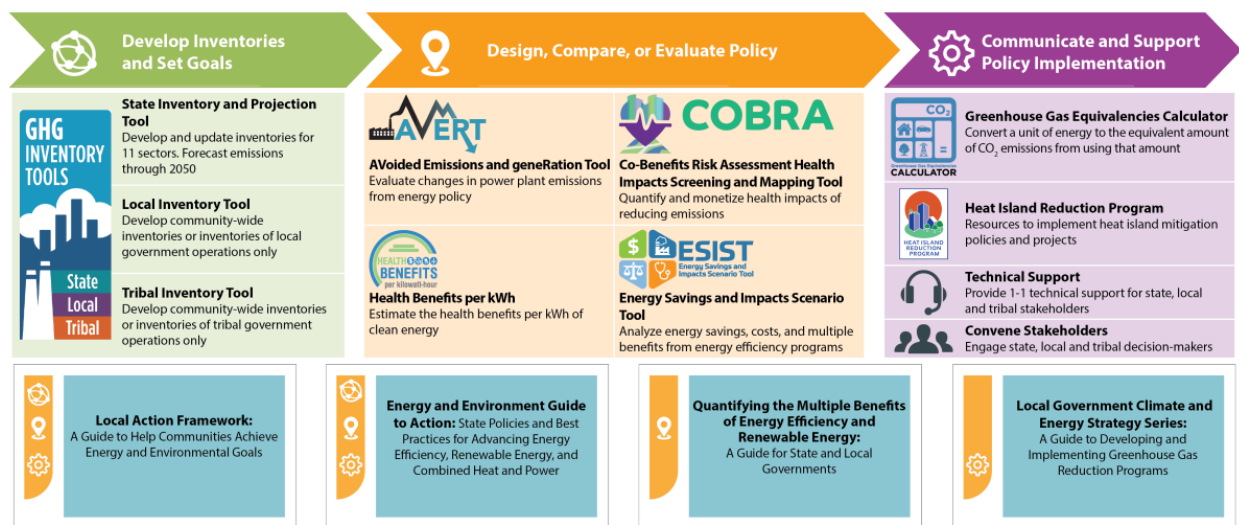 Develop Inventories
and Set Goals
Design, Compare, or Evaluate Policy
Communicate and Support
Policy Implementation
GHG
INVENTORY
TOOLS
State
Local
Tribal
State Inventory and Projection
Tool
Develop and update inventories for
11 sectors. Forecast emissions
through 2050
Local Inventory Tool
Develop community-wide
inventories or inventories of local
government operations only
Tribal Inventory Tool
Develop community-wide inventories
or inventories of tribal government
operations only
AVERT
AVoided Emissions and geneRation Tool
Evaluate changes in power plant emissions
from energy policy
COBRA
Co-Benefits Risk Assessment Health
Impacts Screening and Mapping Tool
Quantify and monetize health impacts of
reducing emissions
HEALTH
BENEFITS
per kilowatt-hour
Health Benefits per kWh
Estimate the health benefits per kWh of
clean energy
$
ESIST
Energy Savings and
Impacts Scenario Tool
Energy Savings and Impacts Scenario
Tool
Analyze energy savings, costs, and multiple
benefits from energy efficiency programs
CO2
=
Greenhouse Gas Equivalencies
CALCULATOR
Greenhouse Gas Equivalencies Calculator
Convert a unit of energy to the equivalent amount
of CO2 emissions from using that amount
HEAT ISLAND
REDUCTION
PROGRAM
Heat Island Reduction Program
Resources to implement heat island mitigation
policies and projects
Technical Support
Provide 1-1 technical support for state, local
and tribal stakeholders
Convene Stakeholders
Engage state, local and tribal decision-makers
Local Action Framework:
A Guide to Help Communities Achieve
Energy and Environmental Goals
Energy and Environment Guide
to Action: State Policies and Best
Practices for Advancing Energy
Efficiency, Renewable Energy, and
Combined Heat and Power
Quantifying the Multiple Benefits
of Energy Efficiency and
Renewable Energy:
A Guide for State and Local
Governments
Local Government Climate and
Energy Strategy Series:
A Guide to Developing and
Implementing Greenhouse Gas
Reduction Programs